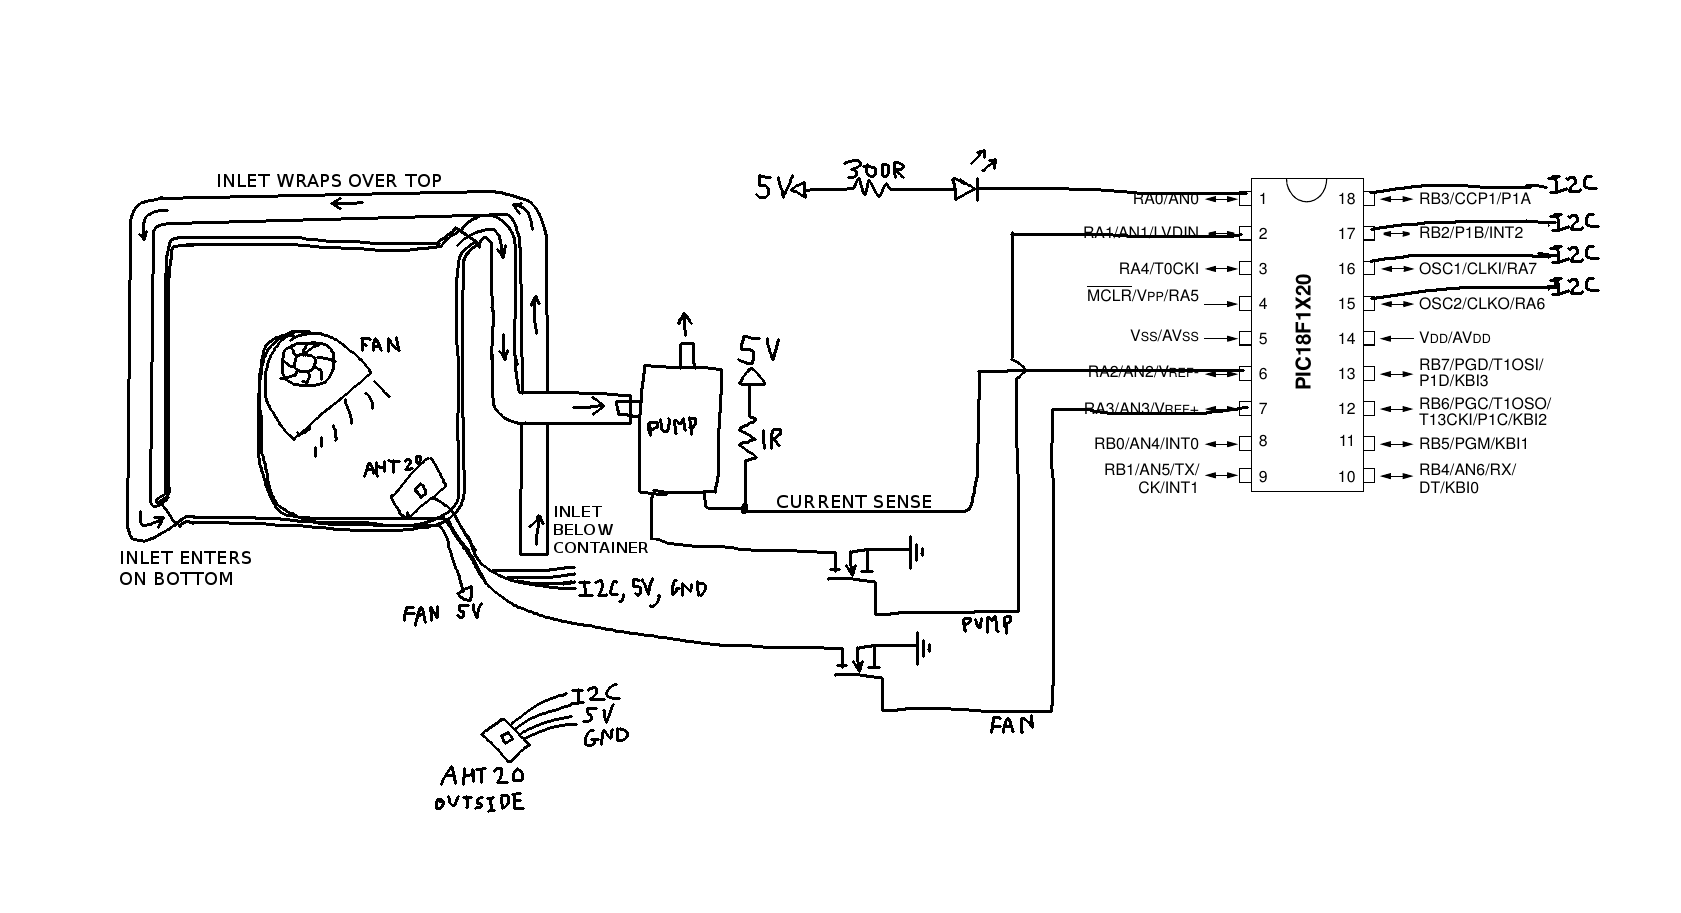 5V
300R
INLET WRAPS OVER TOP
FAN
AHT20
PUMP
5V
1R
CURRENT SENSE
INLET
BELOW
CONTAINER
INLET ENTERS
ON BOTTOM
FAN 5V
I2C, 5V, GND
PUMP
FAN
I2C
5V
GND
AHT20
OUTSIDE
PIC18F1X20
RA0/AN0 1
RA1/AN1/LVDIN 2
RA4/T0CKI 3
MCLR/VPP/RA5 4
VSS/AVSS 5
RA2/AN2/VREF- 6
RA3/AN3/VREF+ 7
RB0/AN4/INT0 8
RB1/AN5/TX/
CK/INT1 9
18 RB3/CCP1/P1A I2C
17 RB2/P1B/INT2 I2C
16 OSC1/CLKI/RA7 I2C
15 OSC2/CLKO/RA6 I2C
14 VDD/AVDD
13 RB7/PGD/T1OSI/
P1D/KBI3
12 RB6/PGC/T1OSO/
T13CKI/P1C/KBI2
11 RB5/PGM/KBI1
10 RB4/AN6/RX/
DT/KBI0